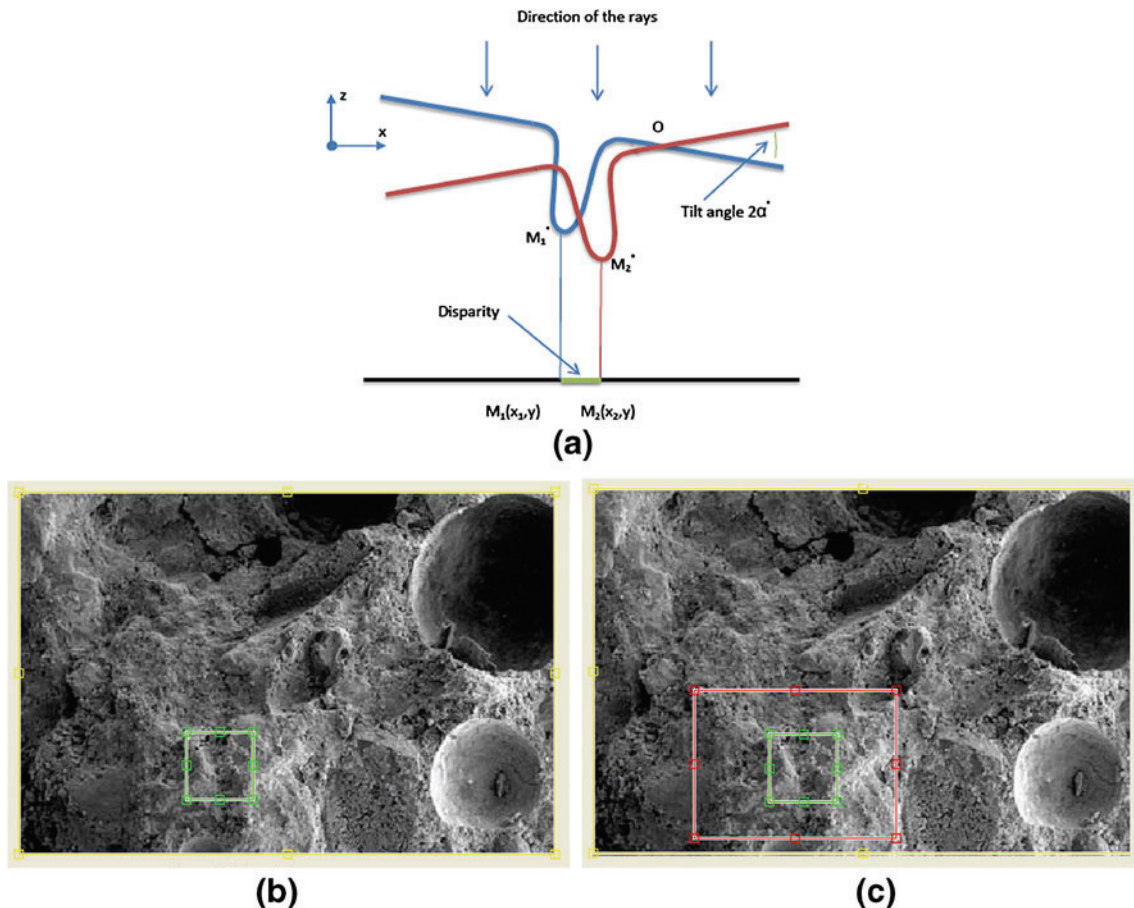 Direction of the rays
z
x
O
Tilt angle 2α°
M₁•
M₂•
Disparity
M₁(x₁,y) M₂(x₂,y)
(a)
(b) (c)